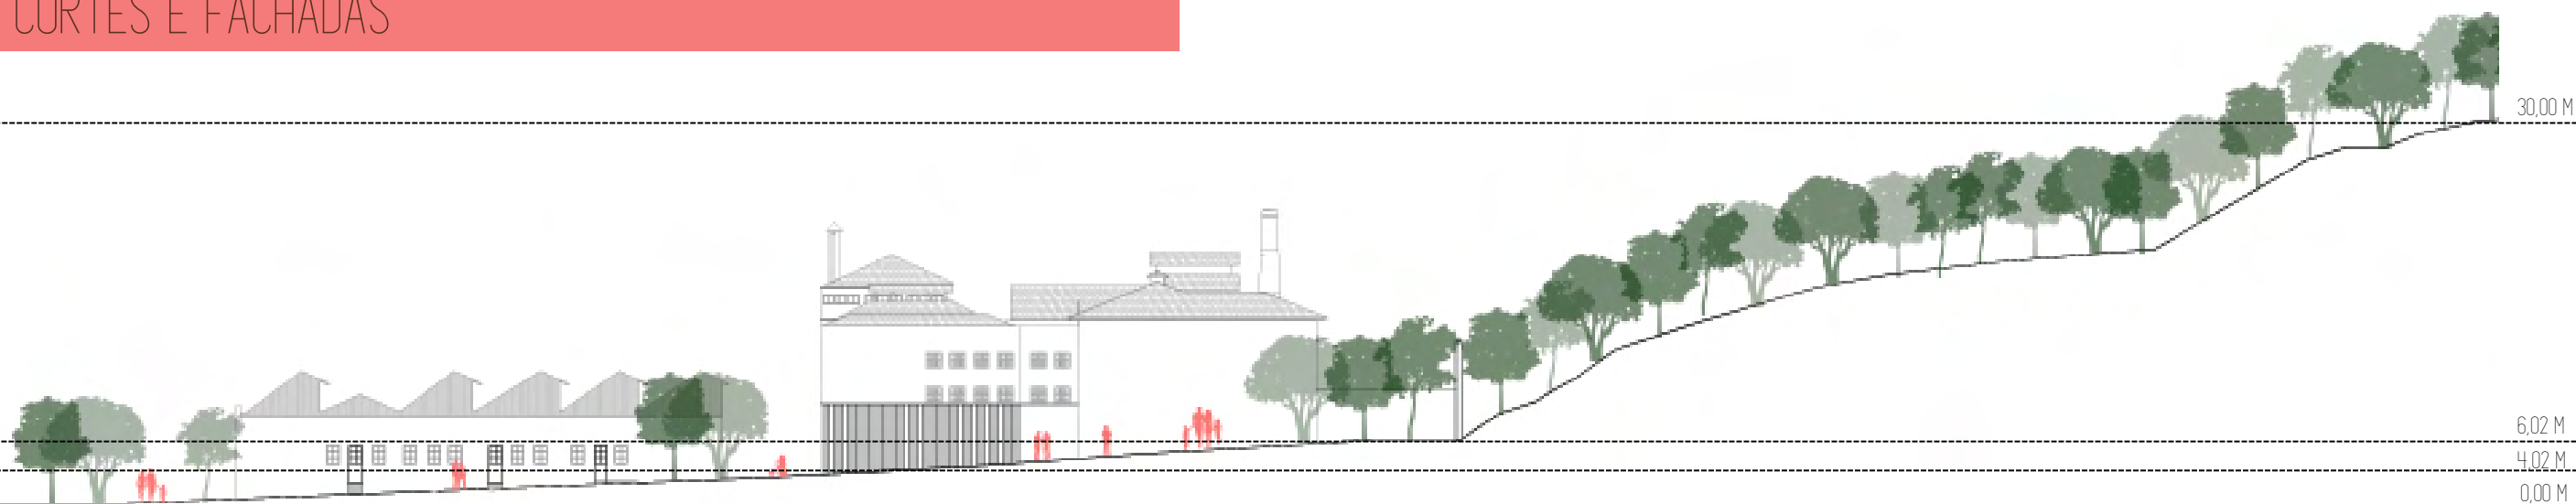 CORTES E FACHADAS
30,00 M
6,02 M
4,02 M
0,00 M